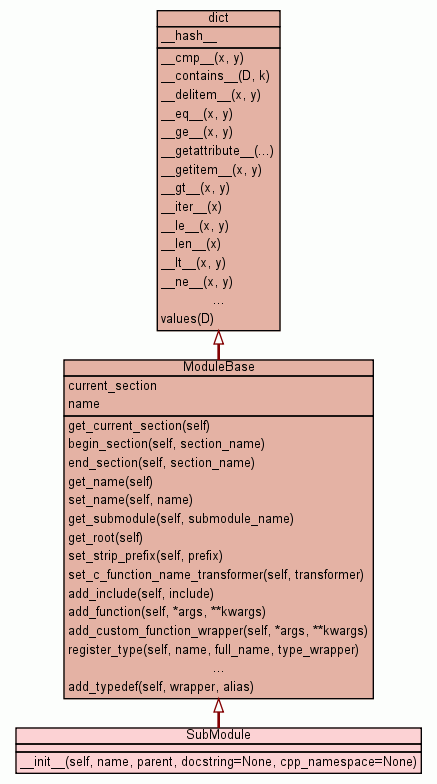 dict
__hash__
__cmp__(x, y)
__contains__(D, k)
__delitem__(x, y)
__eq__(x, y)
__ge__(x, y)
__getattribute__(...)
__getitem__(x, y)
__gt__(x, y)
__iter__(x)
__le__(x, y)
__len__(x)
__lt__(x, y)
__ne__(x, y)
...
values(D)
ModuleBase
current_section
name
get_current_section(self)
begin_section(self, section_name)
end_section(self, section_name)
get_name(self)
set_name(self, name)
get_submodule(self, submodule_name)
get_root(self)
set_strip_prefix(self, prefix)
set_c_function_name_transformer(self, transformer)
add_include(self, include)
add_function(self, *args, **kwargs)
add_custom_function_wrapper(self, *args, **kwargs)
register_type(self, name, full_name, type_wrapper)
...
add_typedef(self, wrapper, alias)
SubModule
__init__(self, name, parent, docstring=None, cpp_namespace=None)